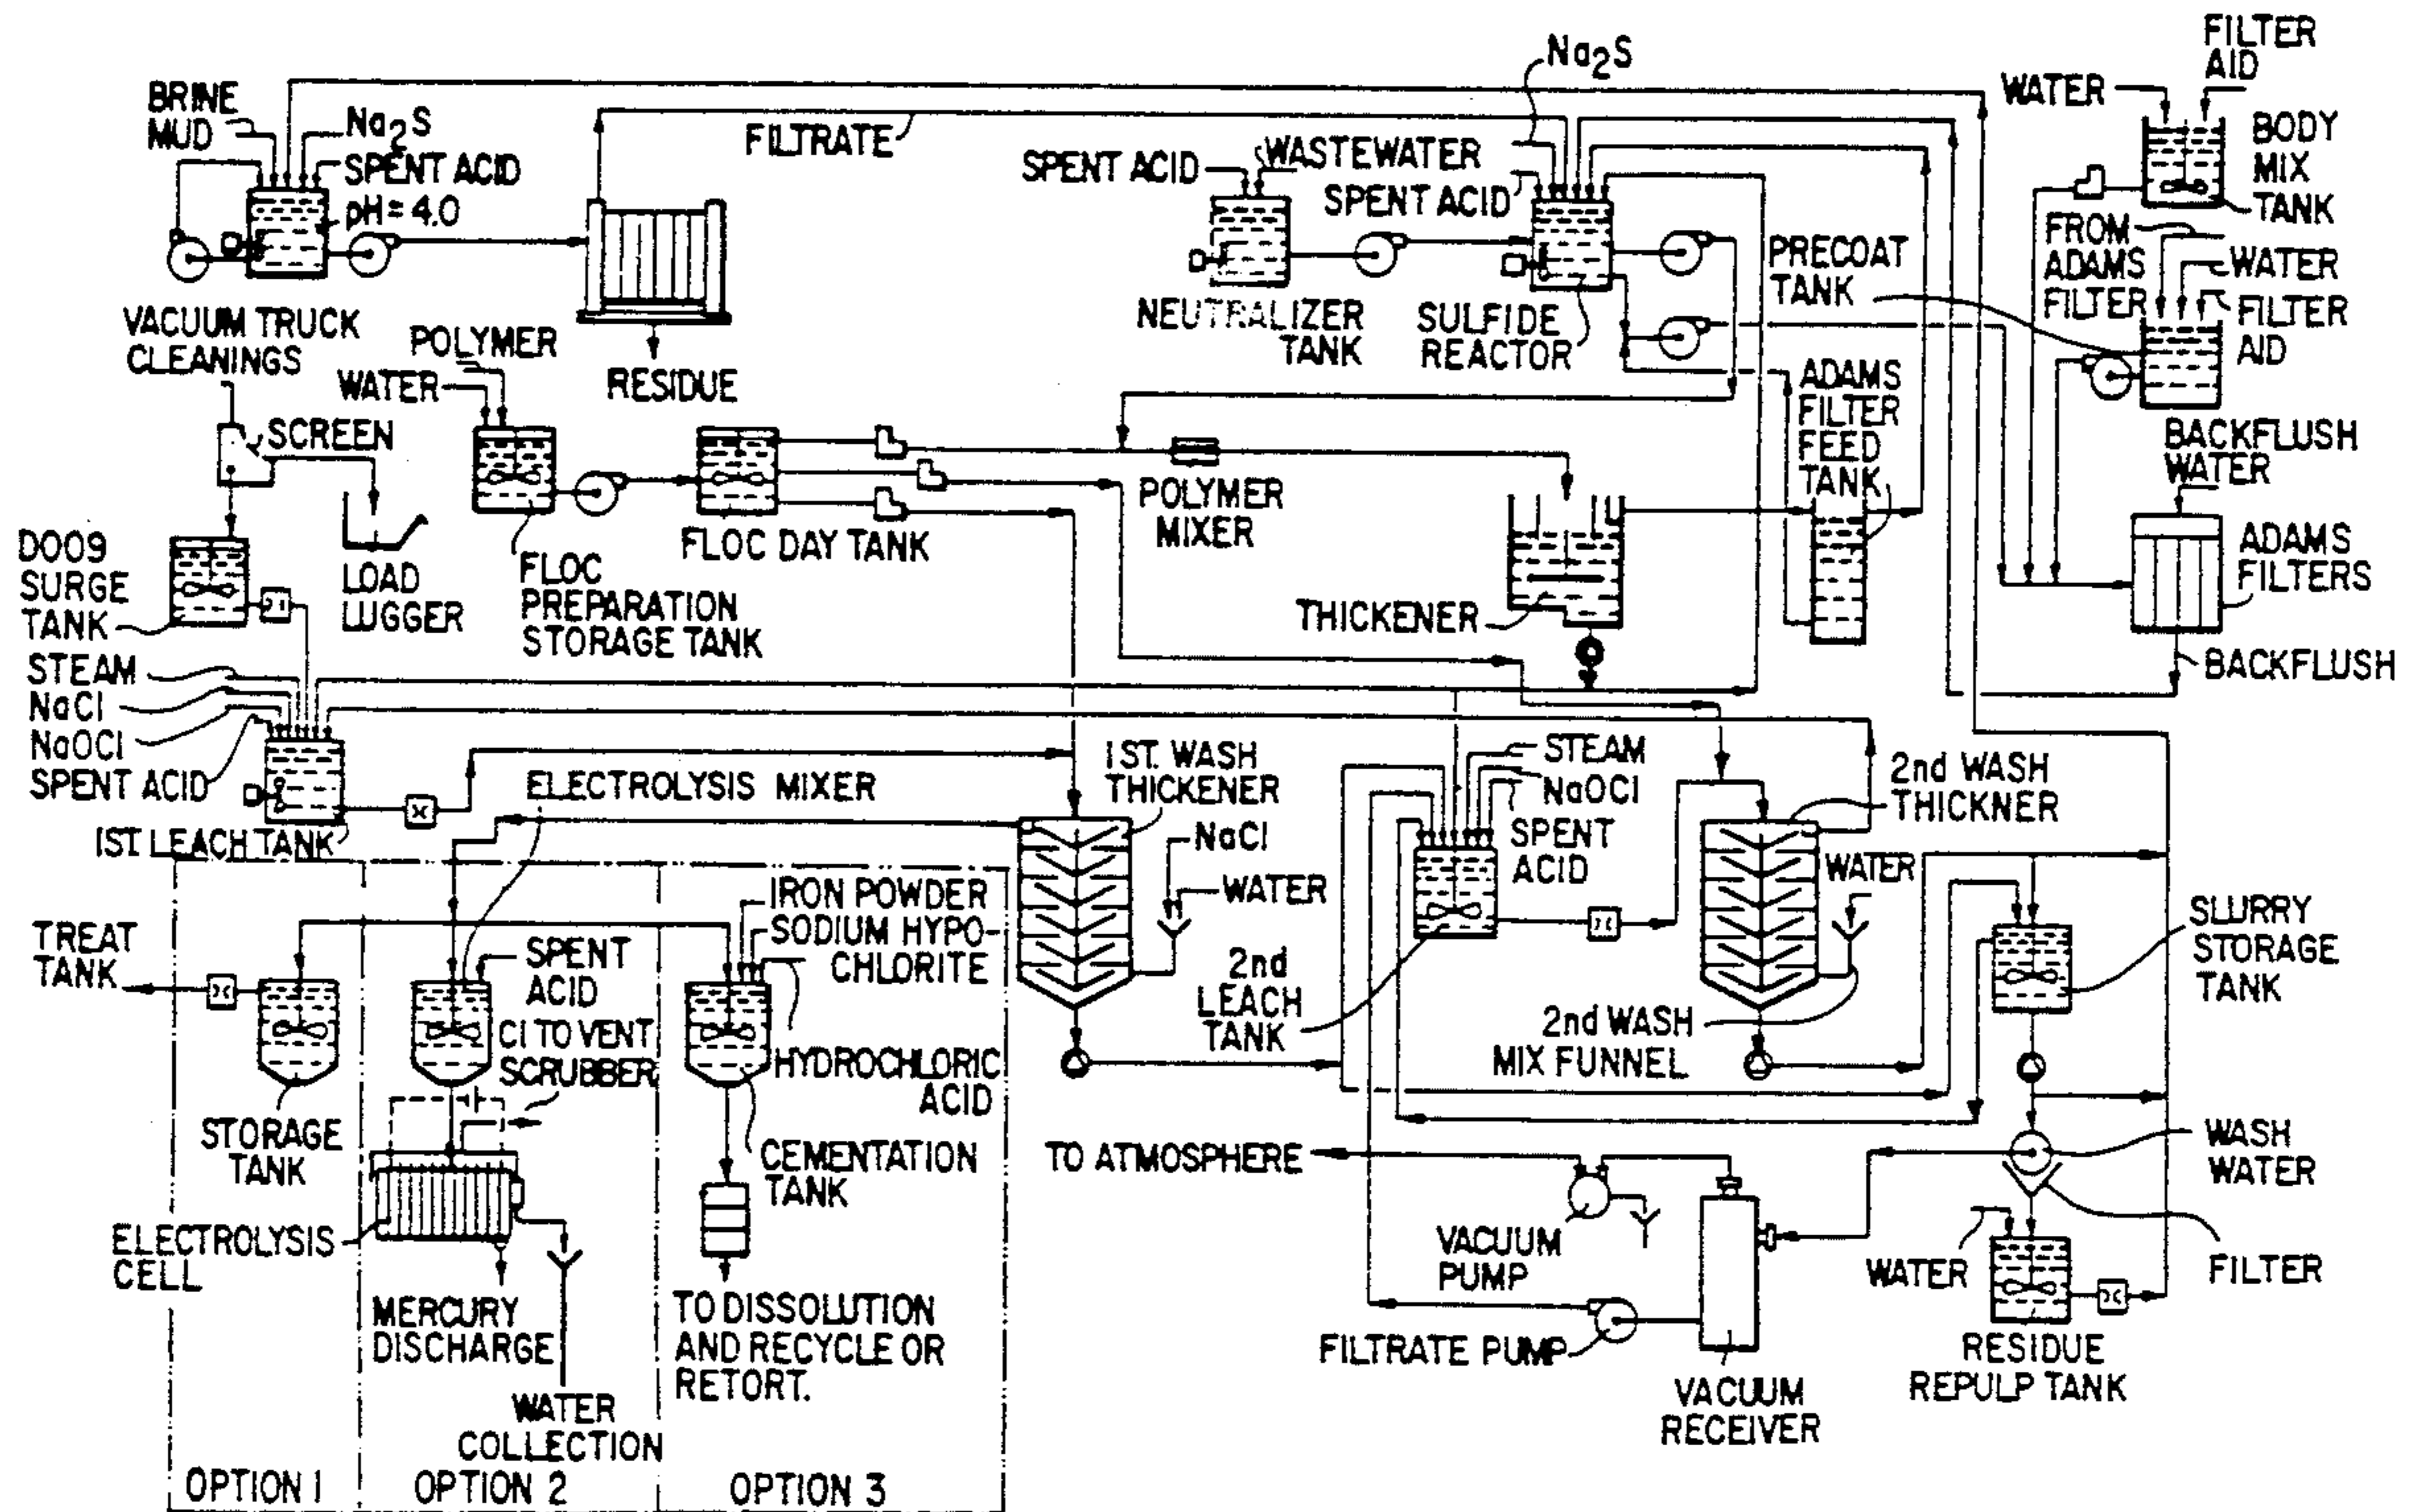 BRINE
MUD
Na2S
SPENT ACID
pH = 4.0
FILTRATE
RESIDUE
SPENT ACID
WASTEWATER
SPENT ACID
Na2S
NEUTRALIZER
TANK
SULFIDE
REACTOR
WATER
FILTER
AID
BODY
MIX
TANK
PRECOAT
TANK
FROM
ADAMS
FILTER
WATER
FILTER
AID
BACKFLUSH
WATER
ADAMS
FILTERS
BACKFLUSH
ADAMS
FILTER
FEED
TANK
VACUUM TRUCK
CLEANINGS
SCREEN
LOAD
LUGGER
POLYMER
WATER
FLOC
PREPARATION
STORAGE TANK
FLOC DAY TANK
POLYMER
MIXER
THICKENER
D009
SURGE
TANK
STEAM
NaCl
NaOCl
SPENT ACID
1ST. LEACH TANK
ELECTROLYSIS MIXER
1ST. WASH
THICKENER
NaCl
WATER
STEAM
NaOCl
SPENT
ACID
2nd
LEACH
TANK
2nd WASH
THICKNER
WATER
2nd WASH
MIX FUNNEL
SLURRY
STORAGE
TANK
WASH
WATER
FILTER
WATER
RESIDUE
REPULP TANK
TO ATMOSPHERE
VACUUM
PUMP
FILTRATE PUMP
VACUUM
RECEIVER
TREAT
TANK
STORAGE
TANK
SPENT
ACID
Cl TO VENT
SCRUBBER
ELECTROLYSIS
CELL
MERCURY
DISCHARGE
WATER
COLLECTION
IRON POWDER
SODIUM HYPO-
CHLORITE
HYDROCHLORIC
ACID
CEMENTATION
TANK
TO DISSOLUTION
AND RECYCLE OR
RETORT.
OPTION 1
OPTION 2
OPTION 3